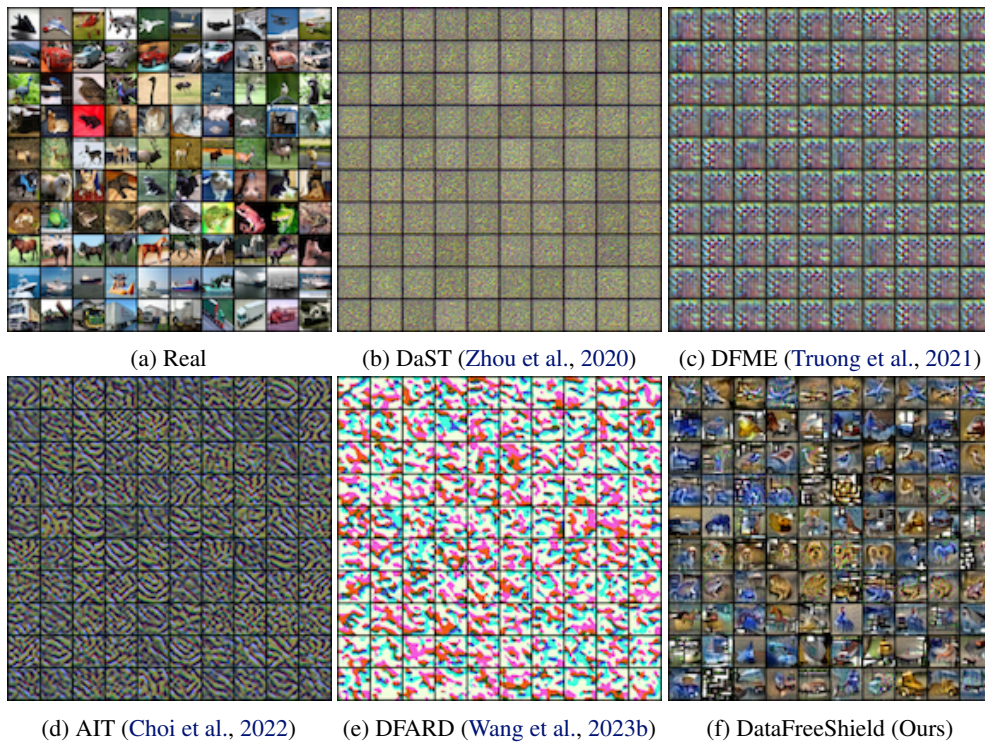 (a) Real
(b) DaST (Zhou et al., 2020)
(c) DFME (Truong et al., 2021)
(d) AIT (Choi et al., 2022)
(e) DFARD (Wang et al., 2023b)
(f) DataFreeShield (Ours)